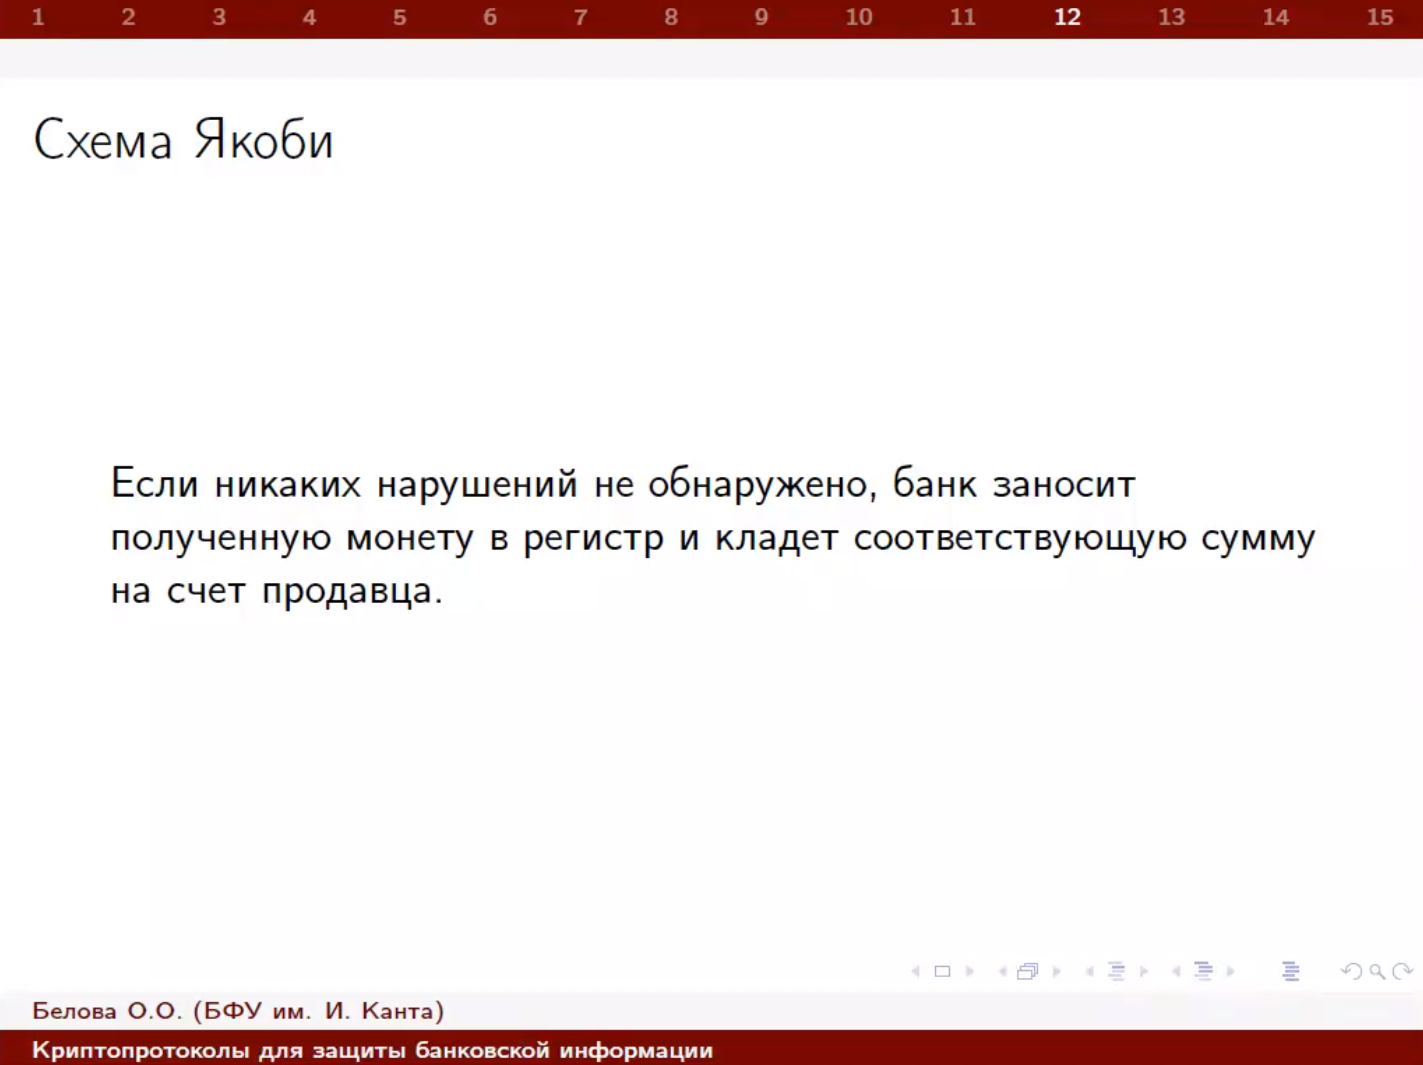 1 2 3 4 5 6 7 8 9 10 11 12 13 14 15
Схема Якоби
Если никаких нарушений не обнаружено, банк заносит
полученную монету в регистр и кладет соответствующую сумму
на счет продавца.
Белова О.О. (БФУ им. И. Канта)
Криптопротоколы для защиты банковской информации